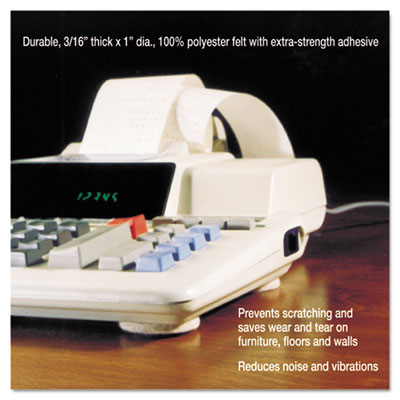 Durable, 3/16” thick x 1” dia., 100% polyester felt with extra-strength adhesive
12345
Prevents scratching and
saves wear and tear on
furniture, floors and walls
Reduces noise and vibrations